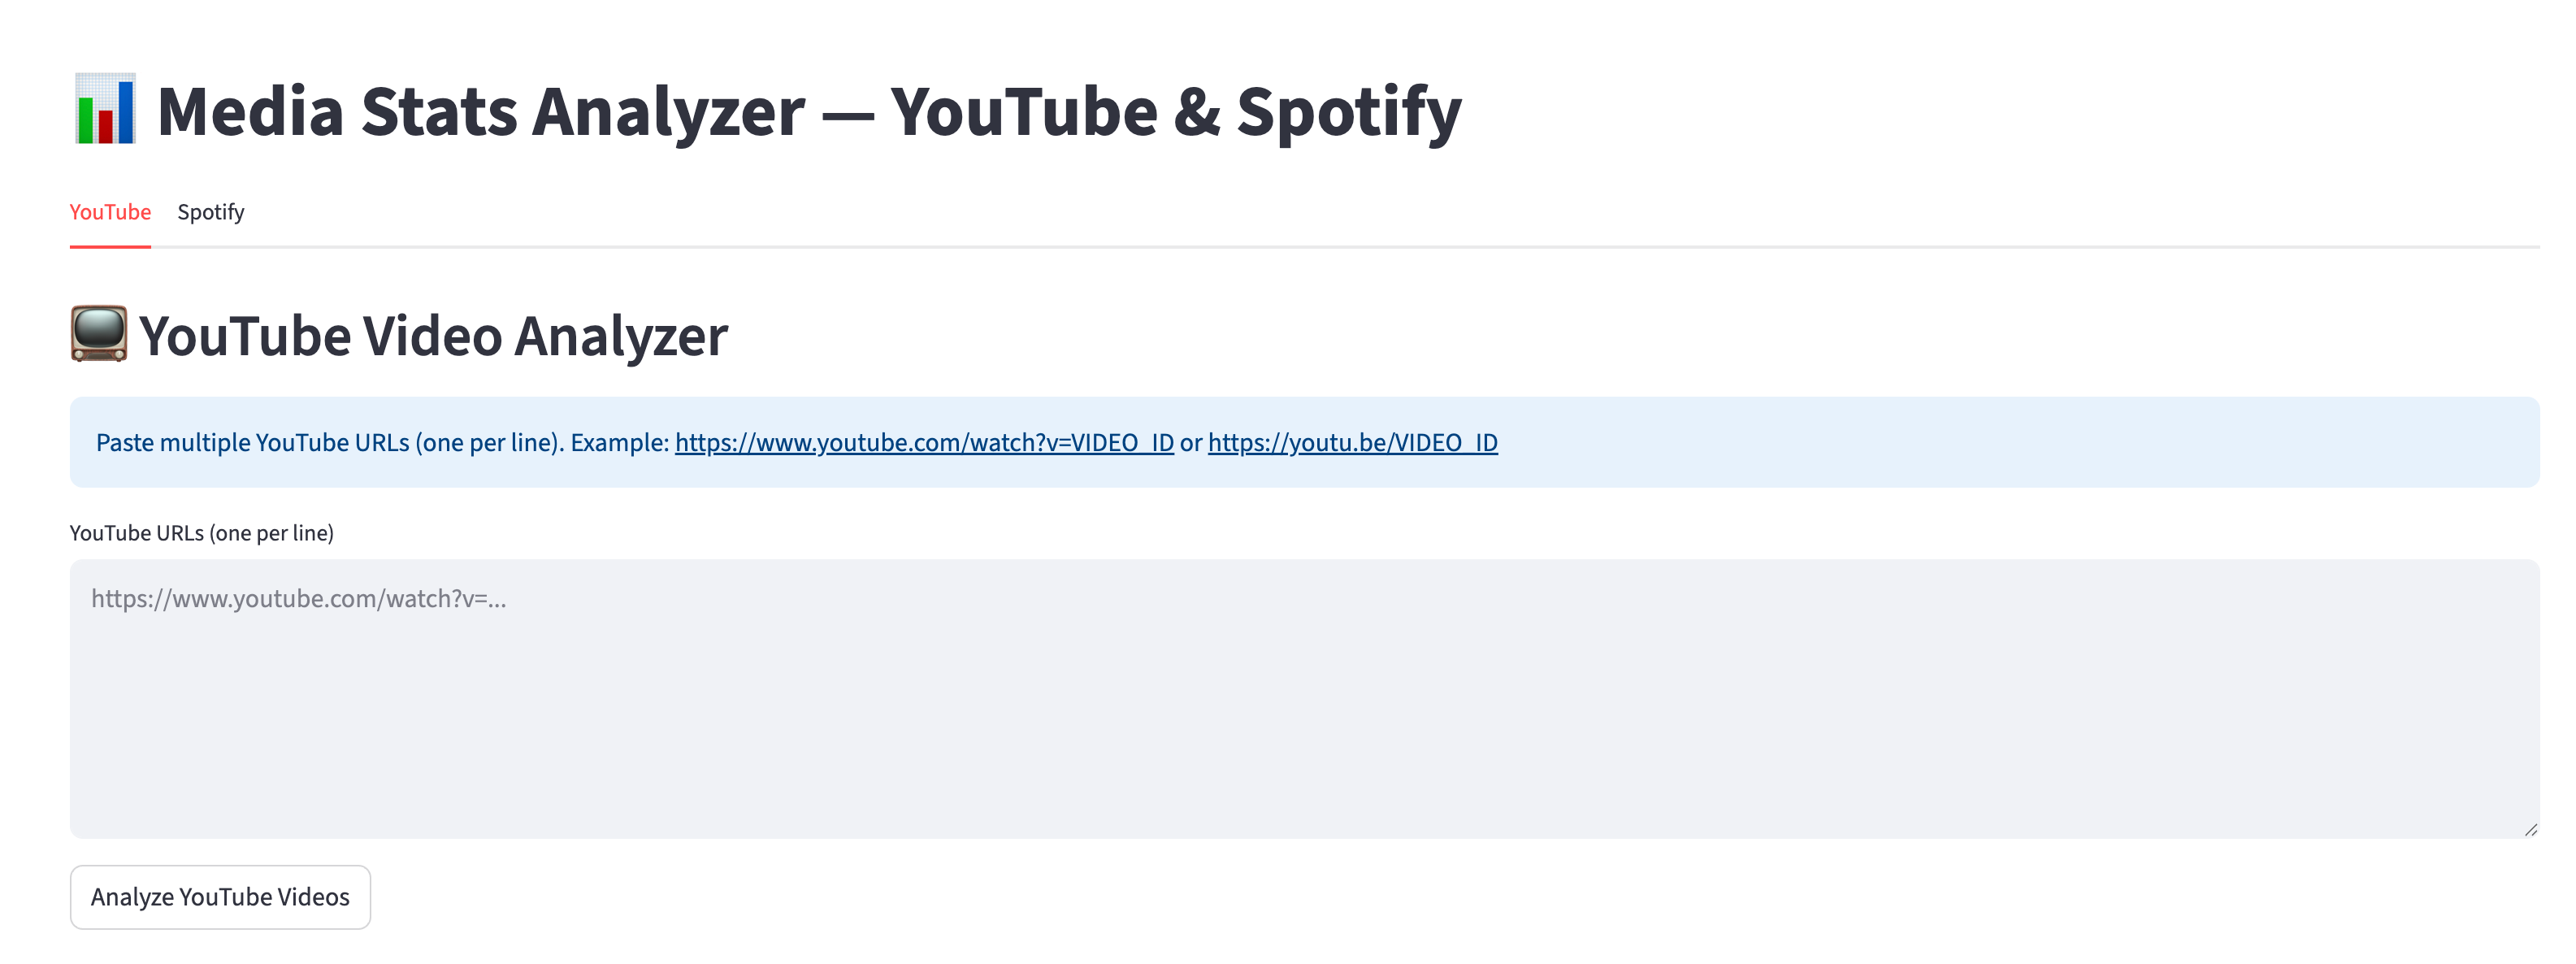 Media Stats Analyzer — YouTube & Spotify
YouTube Spotify
YouTube Video Analyzer
Paste multiple YouTube URLs (one per line). Example: https://www.youtube.com/watch?v=VIDEO_ID or https://youtu.be/VIDEO_ID
YouTube URLs (one per line)
https://www.youtube.com/watch?v=...
Analyze YouTube Videos